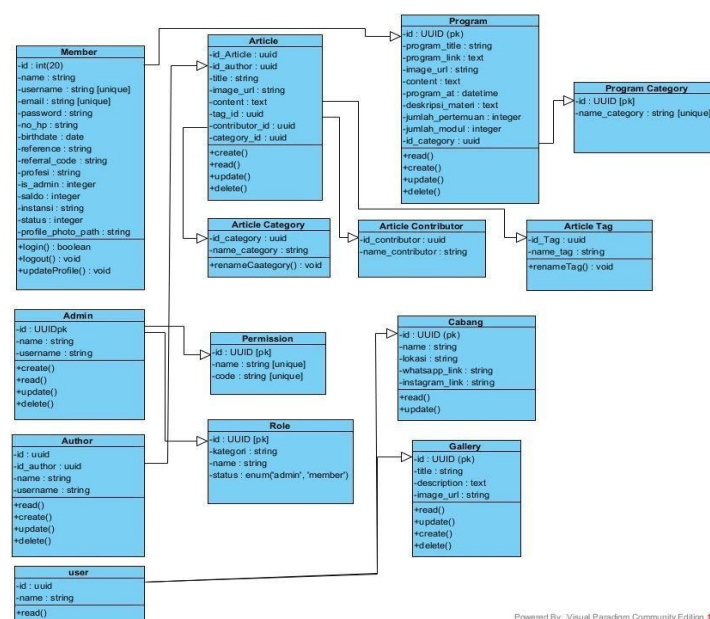 Member
-id : int(20)
-name : string
-username : string [unique]
-email : string [unique]
-password : string
-no_hp : string
-birthdate : date
-reference : string
-referral_code : string
-profesi : string
-is_admin : integer
-saldo : integer
-instansi : string
-status : integer
-profile_photo_path : string
+login() : boolean
+logout() : void
+updateProfile() : void
Article
-id_Article : uuid
-id_author : uuid
-title : string
-image_url : string
-content : text
-tag_id : uuid
-contributor_id : uuid
-category_id : uuid
+create()
+read()
+update()
+delete()
Program
-id : UUID (pk)
-program_title : string
-program_link : text
-image_url : string
-content : text
-program_at : datetime
-deskripsi_materi : text
-jumlah_pertemuan : integer
-jumlah_modul : integer
-id_category : uuid
+read()
+create()
+update()
+delete()
Program Category
-id : UUID [pk]
-name_category : string [unique]
Article Category
-id_category : uuid
-name_category : string
+renameCaategory() : void
Article Contributor
-id_contributor : uuid
-name_contributor : string
Article Tag
-id_Tag : uuid
-name_tag : string
+renameTag() : void
Admin
-id : UUIDpk
-name : string
-username : string
+create()
+read()
+update()
+delete()
Permission
-id : UUID [pk]
-name : string [unique]
-code : string [unique]
Cabang
-id : UUID (pk)
-name : string
-lokasi : string
-whatsapp_link : string
-instagram_link : string
+read()
+update()
Author
-id : uuid
-id_author : uuid
-name : string
-username : string
+read()
+create()
+update()
+delete()
Role
-id : UUID [pk]
-kategori : string
-name : string
-status : enum('admin', 'member')
Gallery
-id : UUID (pk)
-title : string
-description : text
-image_url : string
+read()
+update()
+create()
+delete()
user
-id : uuid
-name : string
+read()
Powered By Visual Paradigm Community Edition